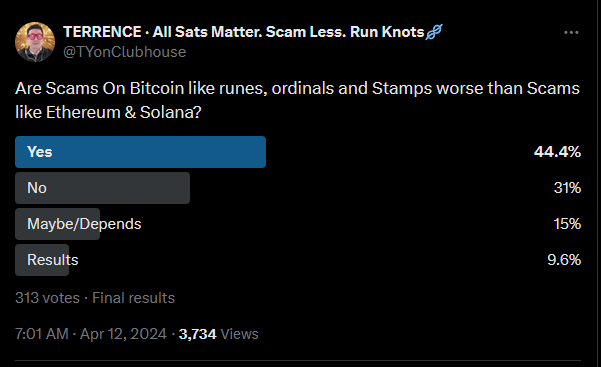 TERRENCE · All Sats Matter. Scam Less. Run Knots
@TYonClubhouse
Are Scams On Bitcoin like runes, ordinals and Stamps worse than Scams
like Ethereum & Solana?
Yes 44.4%
No 31%
Maybe/Depends 15%
Results 9.6%
313 votes · Final results
7:01 AM · Apr 12, 2024 · 3,734 Views